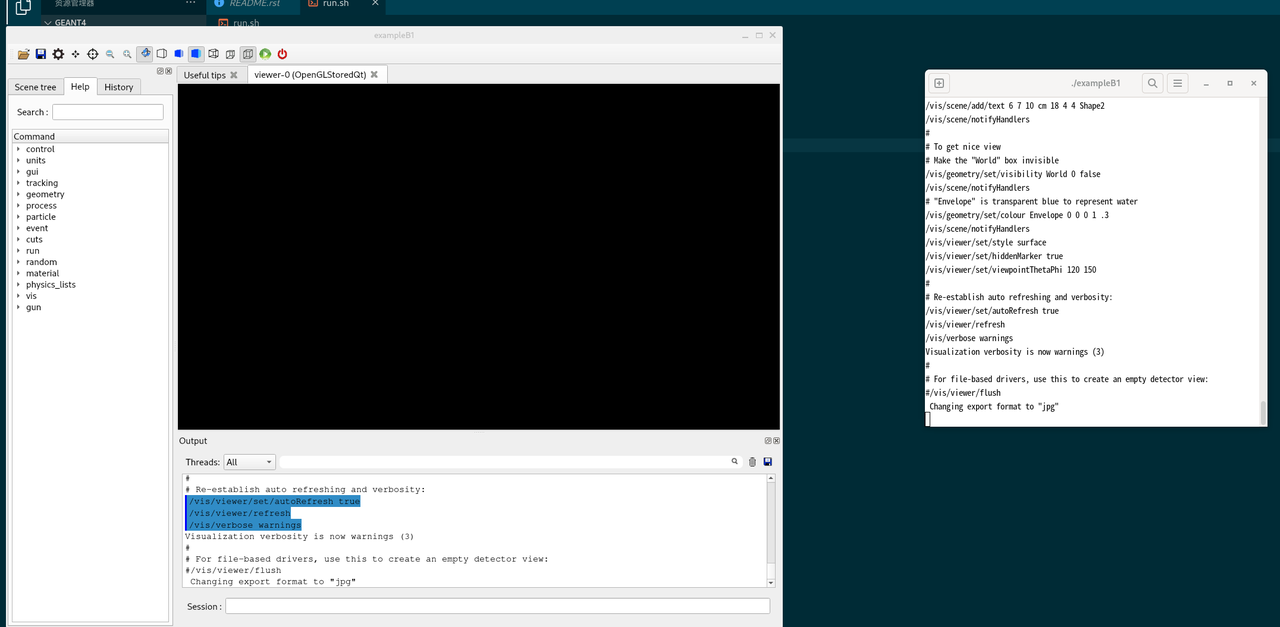 资源管理器
README.rst
run.sh
GEANT4
run.sh
exampleB1
Scene tree
Help
History
Search :
Command
control
units
gui
tracking
geometry
process
particle
event
cuts
run
random
material
physics_lists
vis
gun
Useful tips
viewer-0 (OpenGLStoredQt)
Output
Threads:
All
#
# Re-establish auto refreshing and verbosity:
/vis/viewer/set/autoRefresh true
/vis/viewer/refresh
/vis/verbose warnings
Visualization verbosity is now warnings (3)
#
# For file-based drivers, use this to create an empty detector view:
#/vis/viewer/flush
Changing export format to "jpg"
Session :
./exampleB1
/vis/scene/add/text 6 7 10 cm 18 4 4 Shape2
/vis/scene/notifyHandlers
#
# To get nice view
# Make the "World" box invisible
/vis/geometry/set/visibility World 0 false
/vis/scene/notifyHandlers
# "Envelope" is transparent blue to represent water
/vis/geometry/set/colour Envelope 0 0 0 1 .3
/vis/scene/notifyHandlers
/vis/viewer/set/style surface
/vis/viewer/set/hiddenMarker true
/vis/viewer/set/viewpointThetaPhi 120 150
#
# Re-establish auto refreshing and verbosity:
/vis/viewer/set/autoRefresh true
/vis/viewer/refresh
/vis/verbose warnings
Visualization verbosity is now warnings (3)
#
# For file-based drivers, use this to create an empty detector view:
#/vis/viewer/flush
Changing export format to "jpg"